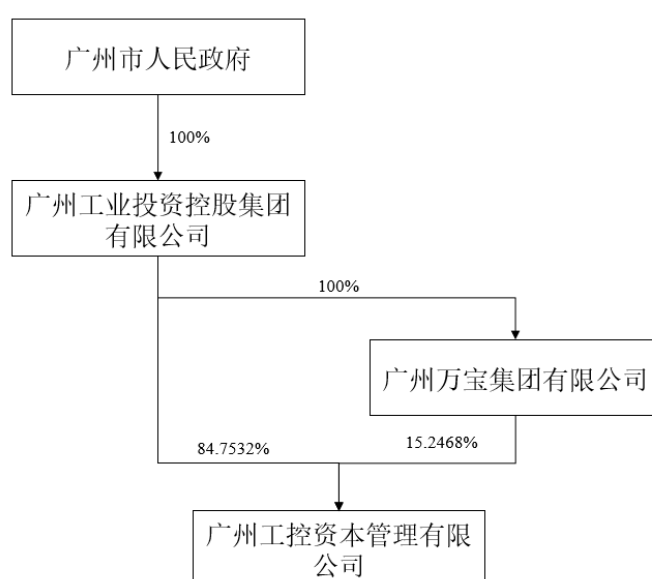 广州市人民政府
100%
广州工业投资控股集团
有限公司
100%
广州万宝集团有限公司
84.7532%
15.2468%
广州工控资本管理有限
公司